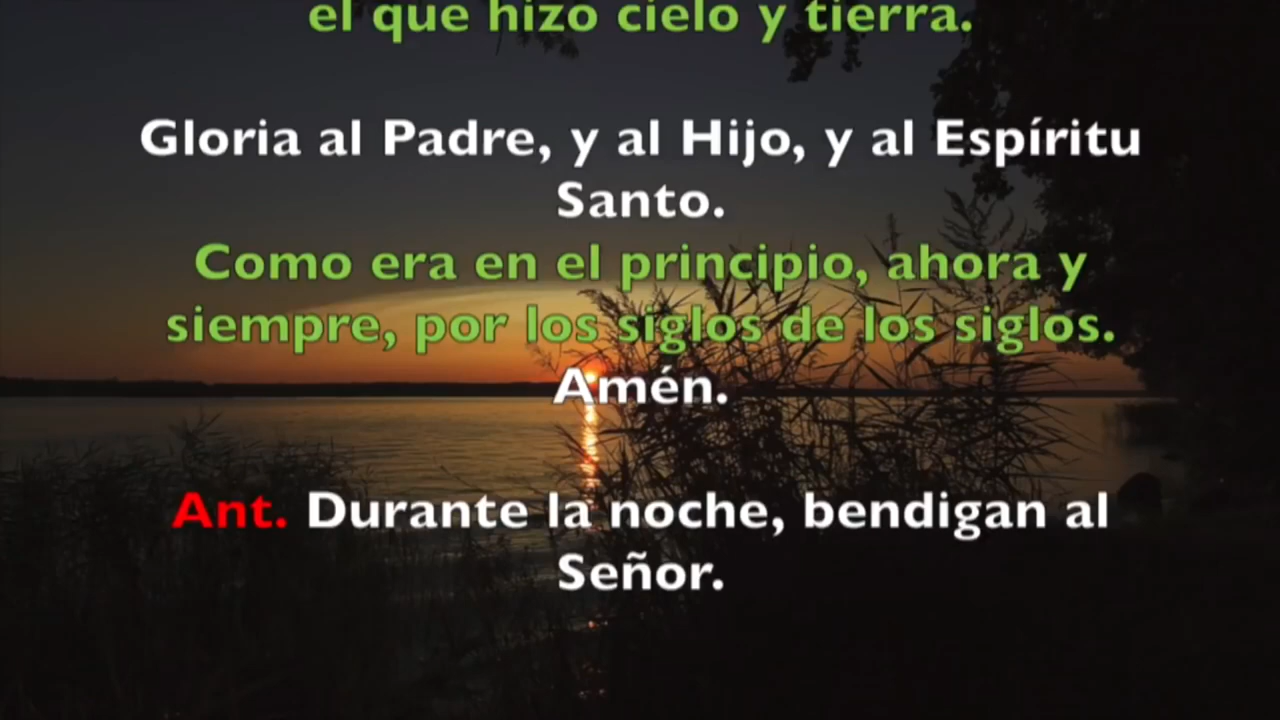 el que hizo cielo y tierra.
Gloria al Padre, y al Hijo, y al Espíritu
Santo.
Como era en el principio, ahora y
siempre, por los siglos de los siglos.
Amén.
Ant. Durante la noche, bendigan al
Señor.